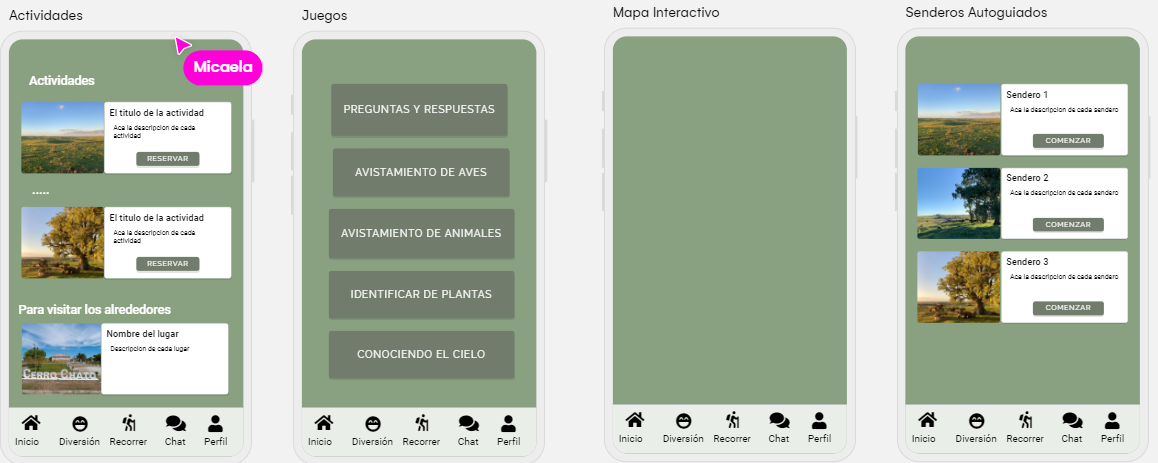 Actividades
Micaela
Actividades
El titulo de la actividad
Aca la descripcion de cada
actividad
RESERVAR
.....
El titulo de la actividad
Aca la descripcion de cada
actividad
RESERVAR
Para visitar los alrededores
Nombre del lugar
Descripcion de cada lugar
CERRO CHATO
Inicio
Diversión
Recorrer
Chat
Perfil
Juegos
PREGUNTAS Y RESPUESTAS
AVISTAMIENTO DE AVES
AVISTAMIENTO DE ANIMALES
IDENTIFICAR DE PLANTAS
CONOCIENDO EL CIELO
Inicio
Diversión
Recorrer
Chat
Perfil
Mapa Interactivo
Inicio
Diversión
Recorrer
Chat
Perfil
Senderos Autoguiados
Sendero 1
Aca la descripcion de cada sendero
COMENZAR
Sendero 2
Aca la descripcion de cada sendero
COMENZAR
Sendero 3
Aca la descripcion de cada sendero
COMENZAR
Inicio
Diversión
Recorrer
Chat
Perfil